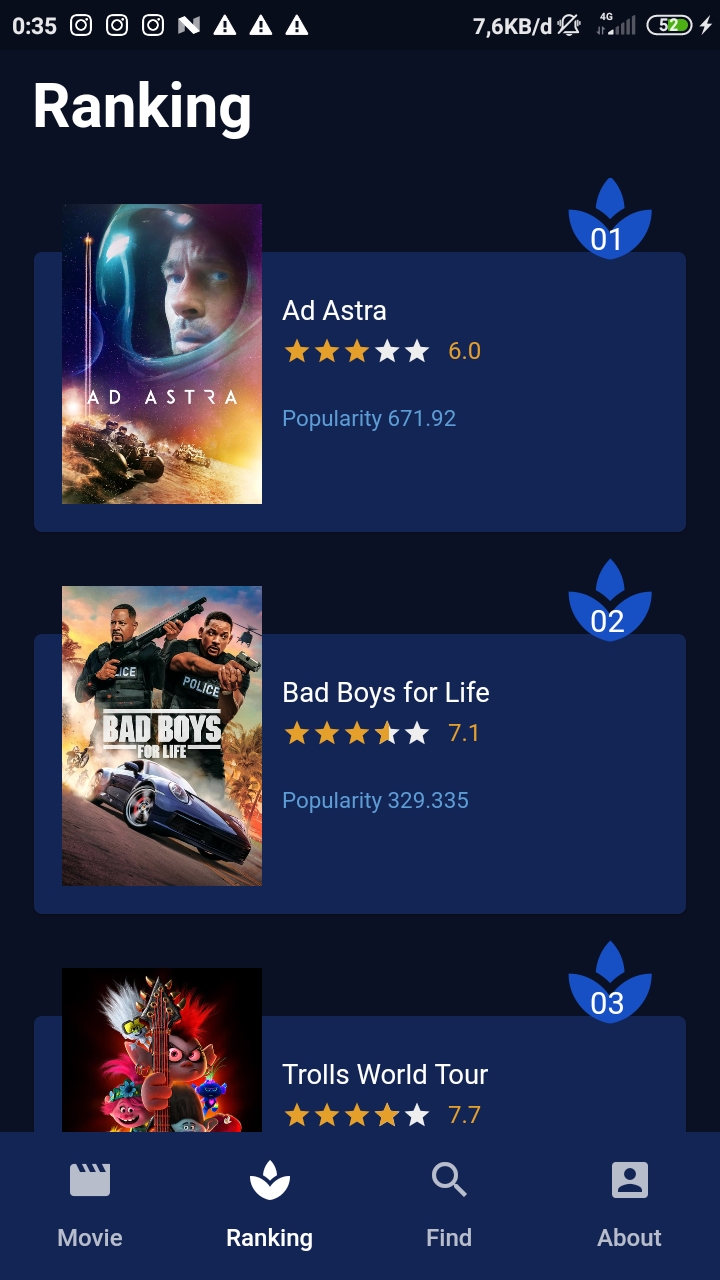 0:35 7,6KB/d 4G 52
Ranking
01
Ad Astra
6.0
AD ASTRA
Popularity 671.92
02
POLICE
POLICE
Bad Boys for Life
BAD BOYS
FOR LIFE
7.1
Popularity 329.335
03
Trolls World Tour
7.7
Movie Ranking Find About